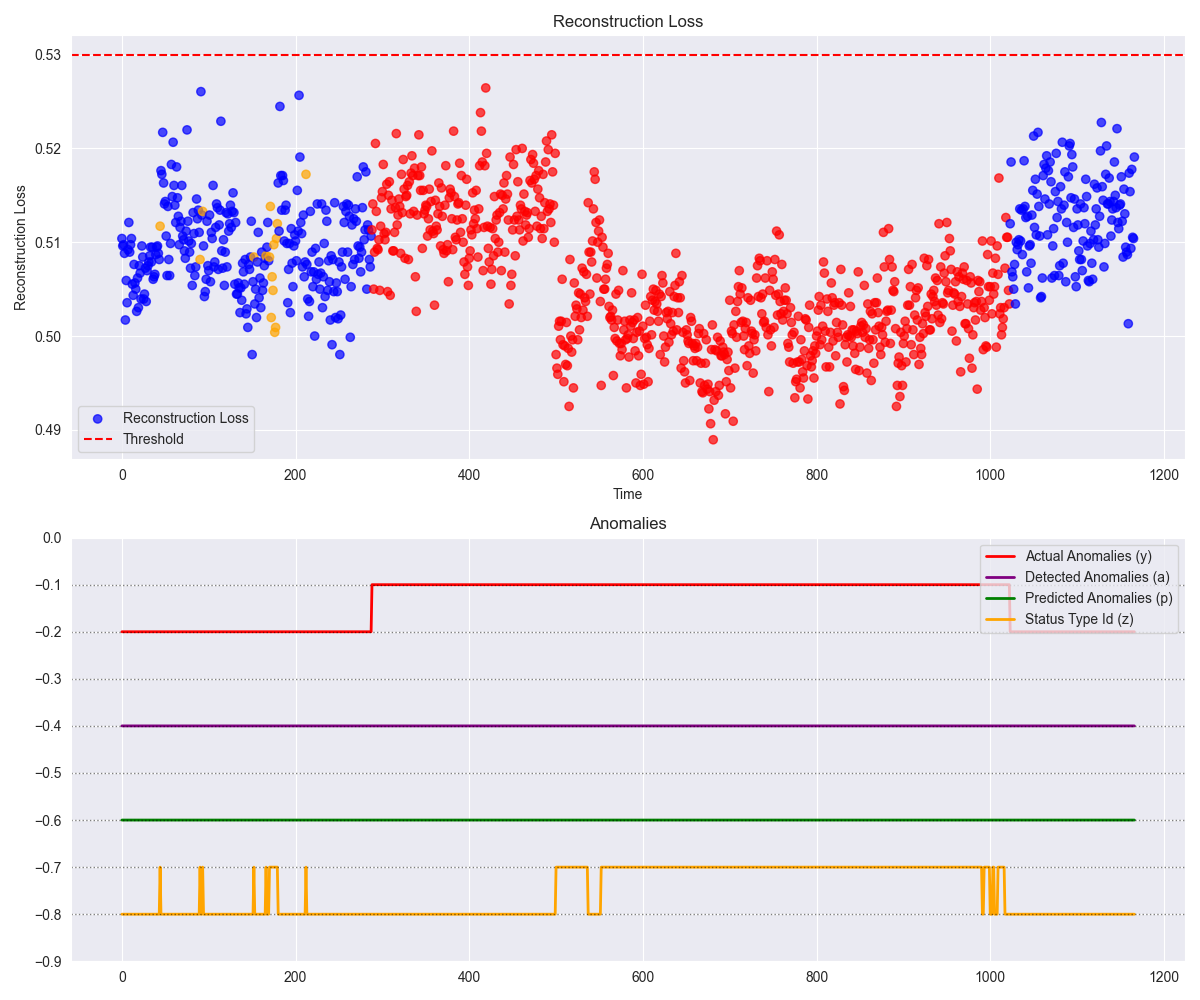 Reconstruction Loss
0.53
0.52
0.51
0.50
0.49
Reconstruction Loss
Reconstruction Loss
Threshold
0 200 400 600 800 1000 1200
Time
Anomalies
0.0
−0.1
−0.2
−0.3
−0.4
−0.5
−0.6
−0.7
−0.8
−0.9
Actual Anomalies (y)
Detected Anomalies (a)
Predicted Anomalies (p)
Status Type Id (z)
0 200 400 600 800 1000 1200